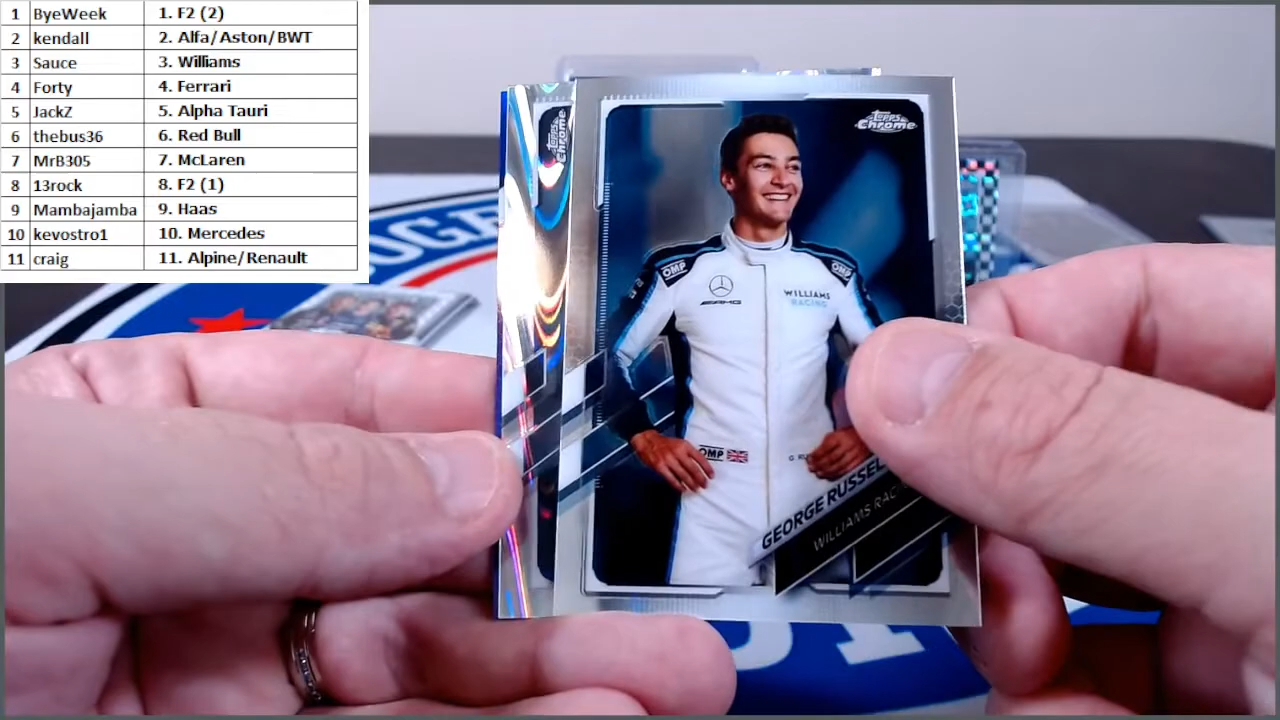 1 ByeWeek 1. F2 (2)
2 kendall 2. Alfa/Aston/BWT
3 Sauce 3. Williams
4 Forty 4. Ferrari
5 JackZ 5. Alpha Tauri
6 thebus36 6. Red Bull
7 MrB305 7. McLaren
8 13rock 8. F2 (1)
9 Mambajamba 9. Haas
10 kevostro1 10. Mercedes
11 craig 11. Alpine/Renault
Topps
Chrome
Topps
Chrome
OMP
OMP
AMG
WILLIAMS
RACING
OMP
GEORGE RUSSEL
WILLIAMS